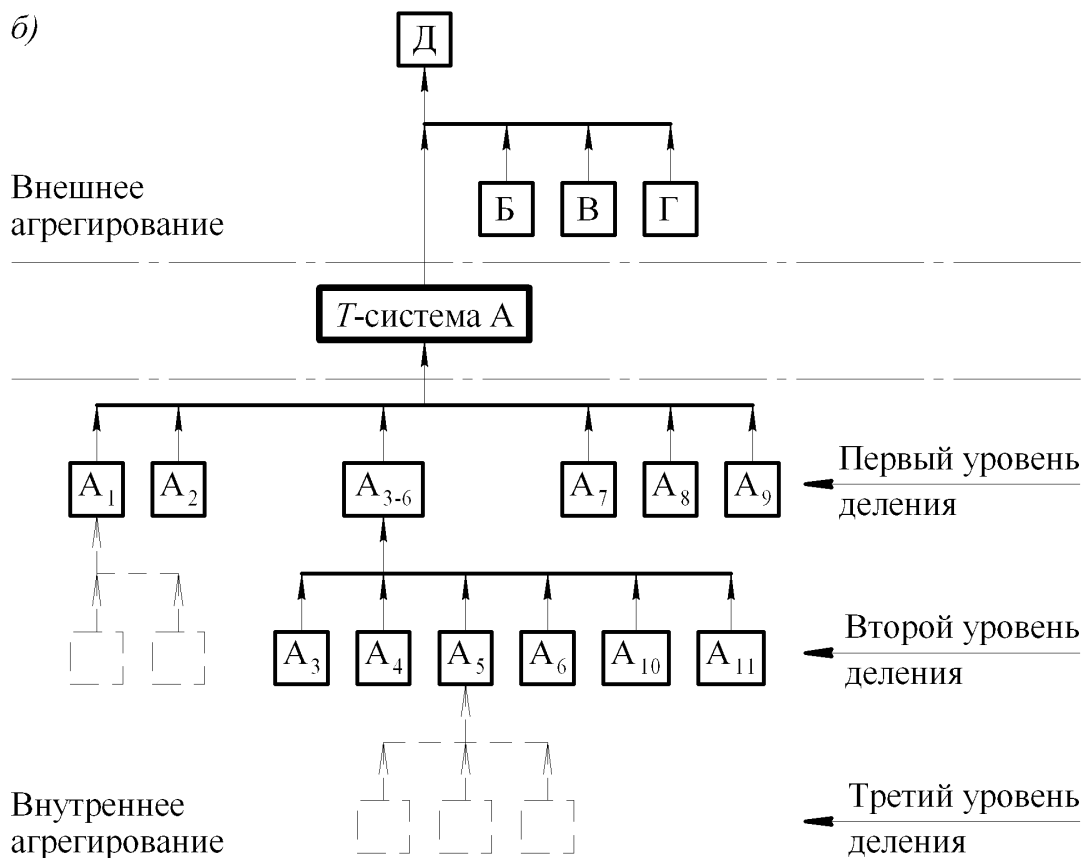 б)
Д
Б В Г
Внешнее
агрегирование
Т-система А
А1 А2 А3-6 А7 А8 А9
Первый уровень
деления
А3 А4 А5 А6 А10 А11
Второй уровень
деления
Внутреннее
агрегирование
Третий уровень
деления